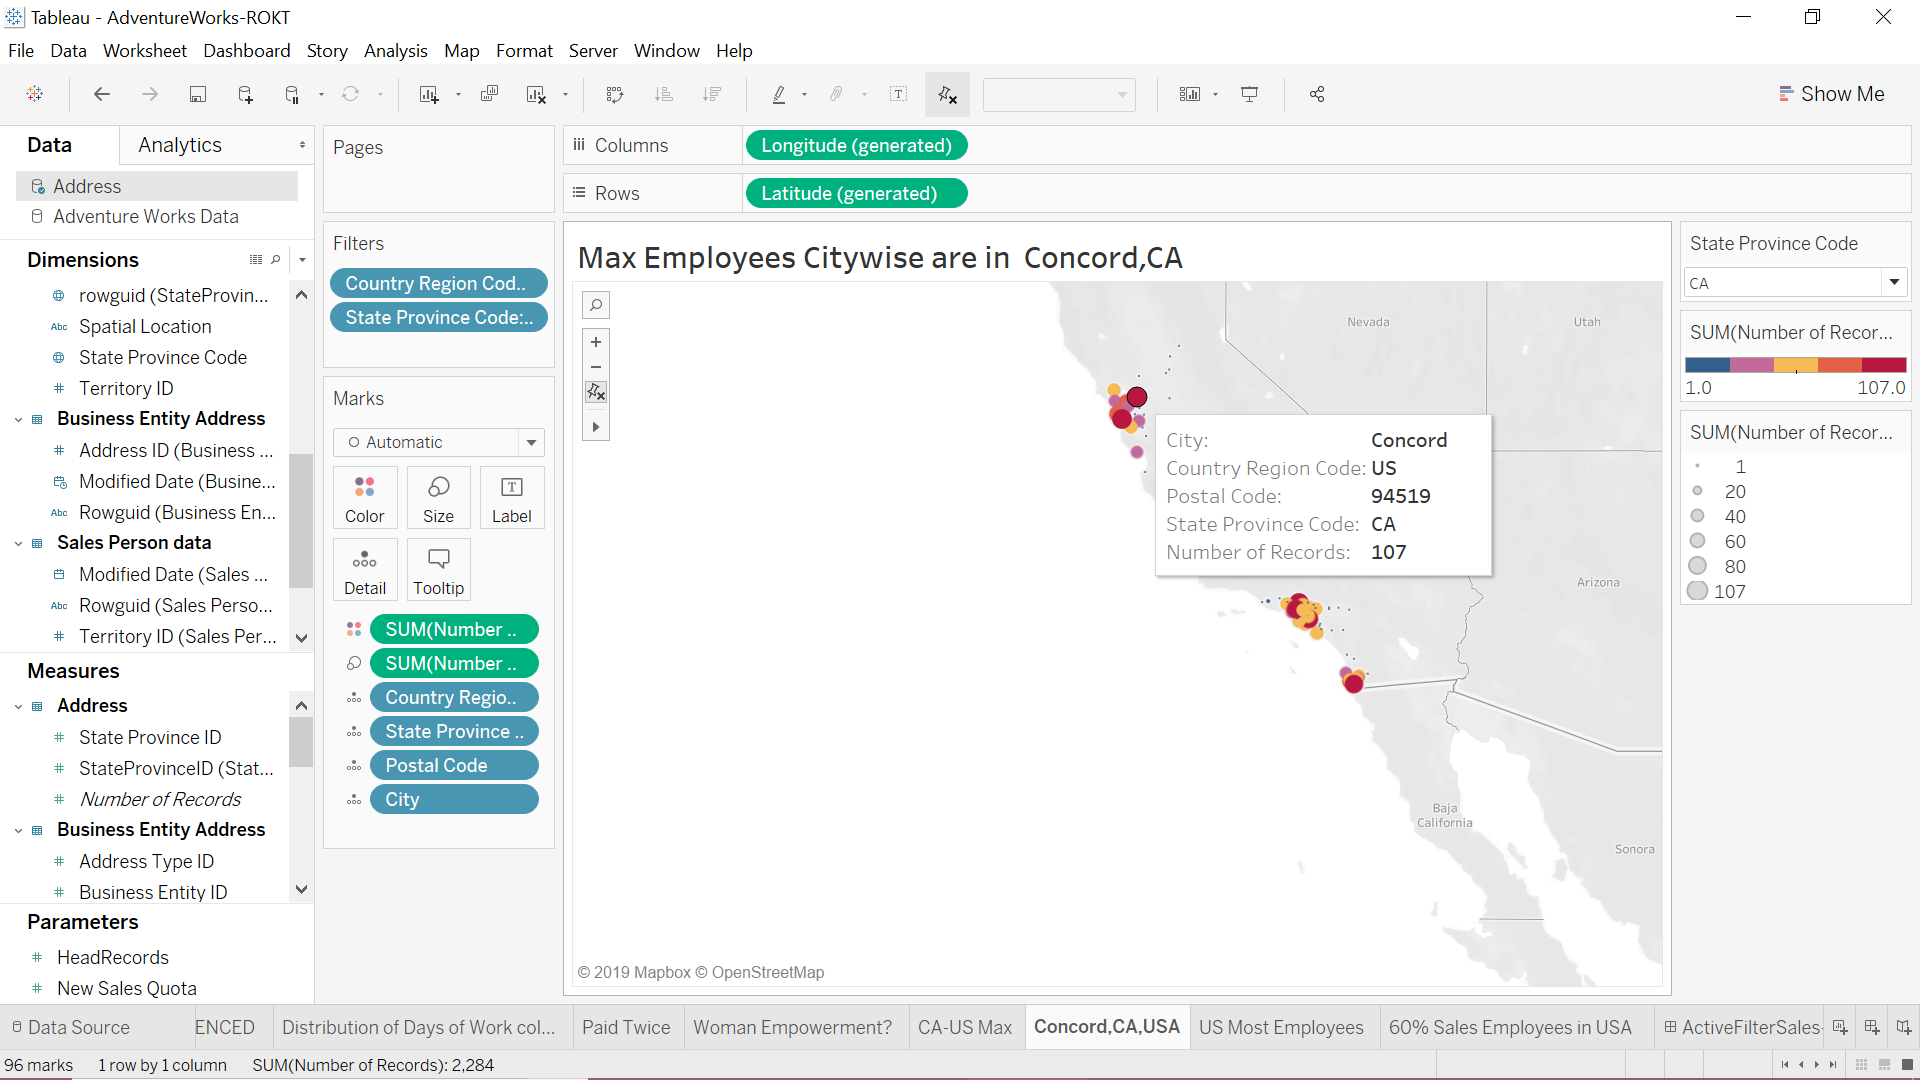 Tableau - AdventureWorks-ROKT
File Data Worksheet Dashboard Story Analysis Map Format Server Window Help
Show Me
Data Analytics
Address
Adventure Works Data
Dimensions
rowguid (StateProvin...
Abc Spatial Location
State Province Code
# Territory ID
Business Entity Address
# Address ID (Business ...
Modified Date (Busine...
Abc Rowguid (Business En...
Sales Person data
Modified Date (Sales ...
Abc Rowguid (Sales Perso...
# Territory ID (Sales Per...
Measures
Address
# State Province ID
# StateProvinceID (Stat...
# Number of Records
Business Entity Address
# Address Type ID
# Business Entity ID
Parameters
# HeadRecords
# New Sales Quota
Pages
Filters
Country Region Cod..
State Province Code:..
Marks
Automatic
Color Size Label
Detail Tooltip
SUM(Number ..
SUM(Number ..
Country Regio..
State Province ..
Postal Code
City
Columns Longitude (generated)
Rows Latitude (generated)
Max Employees Citywise are in Concord,CA
Nevada
Utah
City: Concord
Country Region Code: US
Postal Code: 94519
State Province Code: CA
Number of Records: 107
Arizona
Baja
California
Sonora
© 2019 Mapbox © OpenStreetMap
State Province Code
CA
SUM(Number of Recor...
1.0 107.0
SUM(Number of Recor...
1
20
40
60
80
107
Data Source ENCED Distribution of Days of Work col... Paid Twice Woman Empowerment? CA-US Max Concord,CA,USA US Most Employees 60% Sales Employees in USA ActiveFilterSales-
96 marks 1 row by 1 column SUM(Number of Records): 2,284